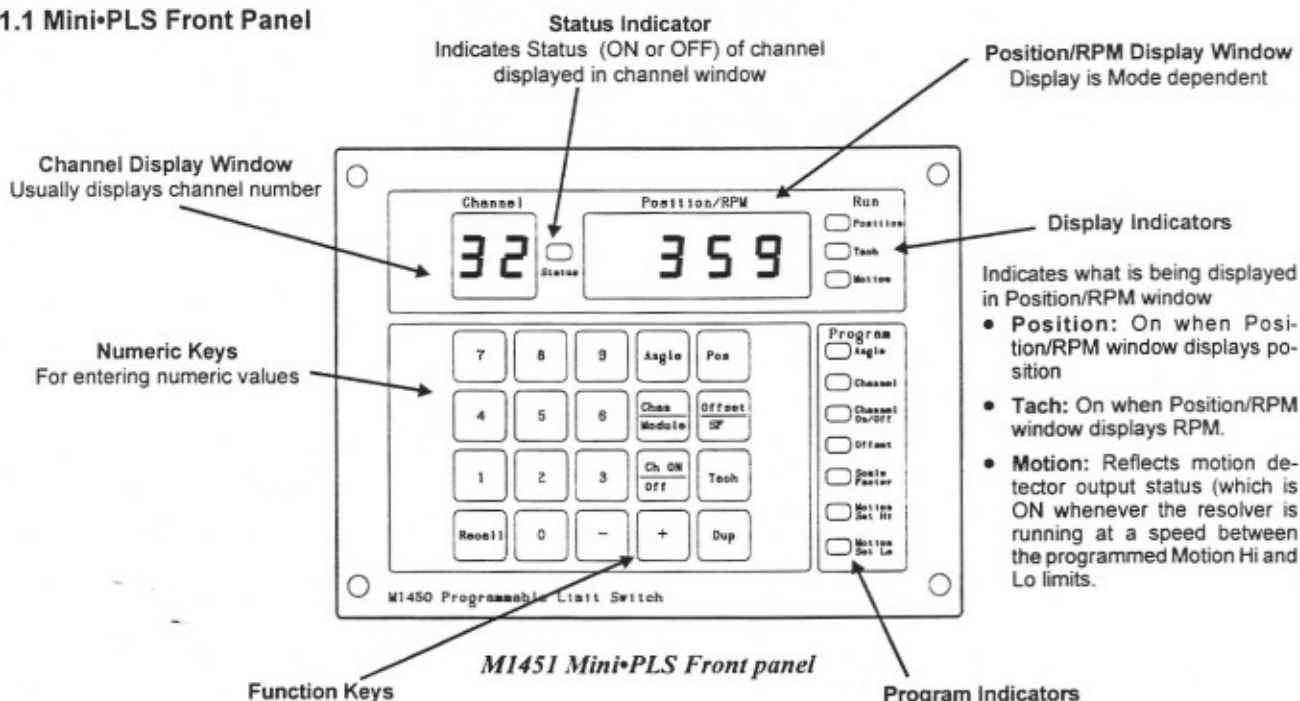 1.1 Mini•PLS Front Panel
Status Indicator
Indicates Status (ON or OFF) of channel
displayed in channel window
Position/RPM Display Window
Display is Mode dependent
Channel Display Window
Usually displays channel number
Channel
Position/RPM
Run
32
Status
359
Position
Tach
Motion
Display Indicators
Indicates what is being displayed
in Position/RPM window
• Position: On when Posi-
tion/RPM window displays po-
sition
• Tach: On when Position/RPM
window displays RPM.
• Motion: Reflects motion de-
tector output status (which is
ON whenever the resolver is
running at a speed between
the programmed Motion Hi and
Lo limits.
Numeric Keys
For entering numeric values
7 8 9 Angle Pos
4 5 6 Chan Module Offset SF
1 2 3 Ch ON Off Tach
Recall 0 − + Dup
Program
Angle
Channel
Channel
On/Off
Offset
Scale
Factor
Motion
Set Hi
Motion
Set Lo
M1450 Programmable Limit Switch
M1451 Mini•PLS Front panel
Function Keys
Program Indicators